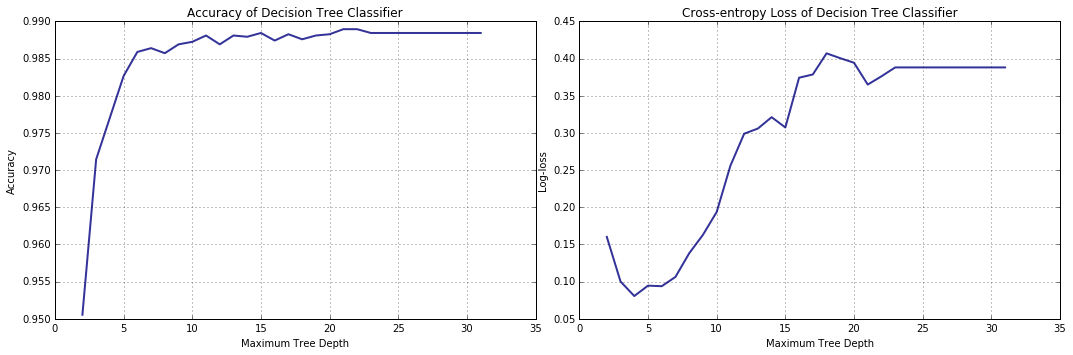 Accuracy of Decision Tree Classifier
0.990
0.985
0.980
0.975
0.970
0.965
0.960
0.955
0.950
Accuracy
0 5 10 15 20 25 30 35
Maximum Tree Depth
Cross-entropy Loss of Decision Tree Classifier
0.45
0.40
0.35
0.30
0.25
0.20
0.15
0.10
0.05
Log-loss
0 5 10 15 20 25 30 35
Maximum Tree Depth